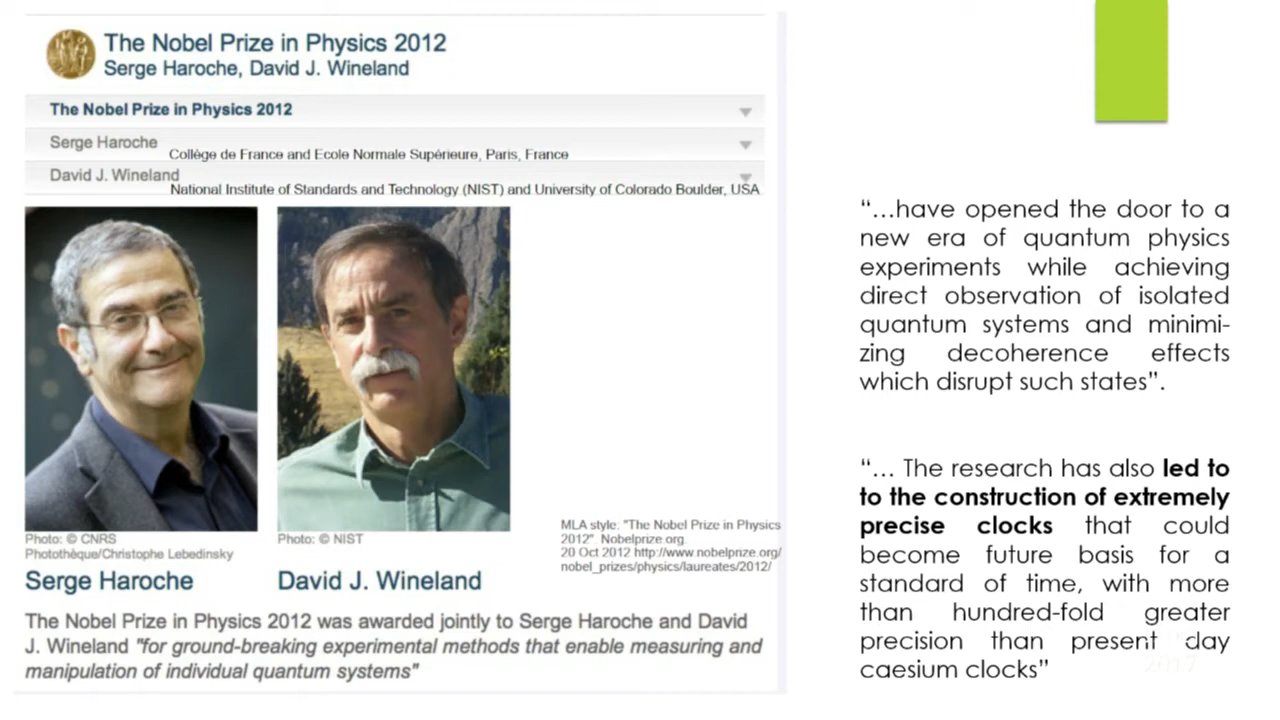 The Nobel Prize in Physics 2012
Serge Haroche, David J. Wineland
The Nobel Prize in Physics 2012
Serge Haroche
Collège de France and Ecole Normale Supérieure, Paris, France
David J. Wineland
National Institute of Standards and Technology (NIST) and University of Colorado Boulder, USA
Photo: © CNRS
Photothèque/Christophe Lebedinsky
Serge Haroche
Photo: © NIST
David J. Wineland
MLA style: "The Nobel Prize in Physics
2012". Nobelprize.org.
20 Oct 2012 http://www.nobelprize.org/
nobel_prizes/physics/laureates/2012/
The Nobel Prize in Physics 2012 was awarded jointly to Serge Haroche and David
J. Wineland "for ground-breaking experimental methods that enable measuring and
manipulation of individual quantum systems"
“…have opened the door to a
new era of quantum physics
experiments while achieving
direct observation of isolated
quantum systems and minimi-
zing decoherence effects
which disrupt such states”.
“… The research has also led to
to the construction of extremely
precise clocks that could
become future basis for a
standard of time, with more
than hundred-fold greater
precision than present day
caesium clocks”
2017